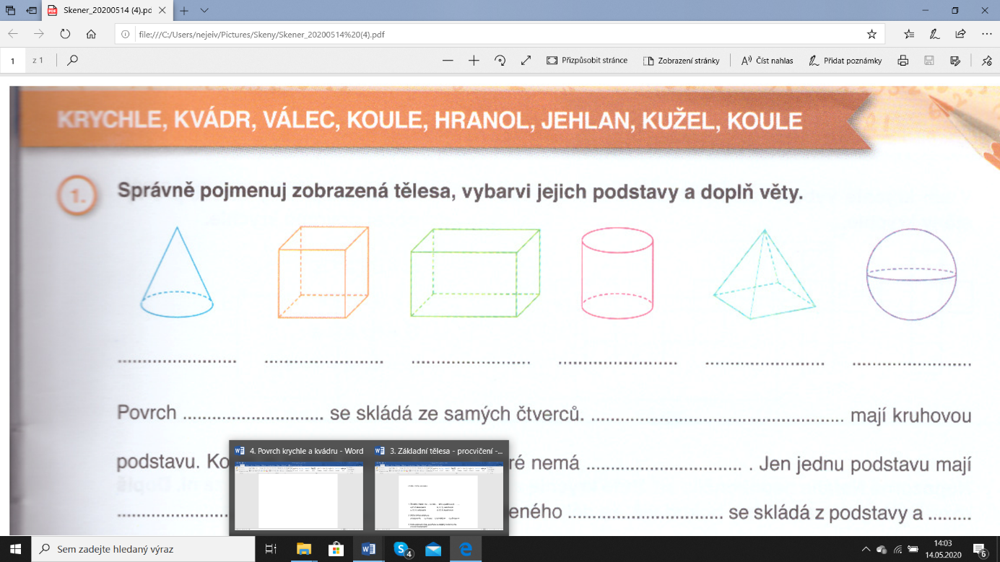 Skener_20200514 (4).pd
file:///C:/Users/nejeiv/Pictures/Skeny/Skener_20200514%20(4).pdf
1 z 1 Přizpůsobit stránce Zobrazení stránky Číst nahlas Přidat poznámky
KRYCHLE, KVÁDR, VÁLEC, KOULE, HRANOL, JEHLAN, KUŽEL, KOULE
1. Správně pojmenuj zobrazená tělesa, vybarvi jejich podstavy a doplň věty.
Povrch .......................... se skládá ze samých čtverců. .............................................. mají kruhovou
podstavu. Ko ré nemá ............................ . Jen jednu podstavu mají
eného ............................ se skládá z podstavy a .........
4. Povrch krychle a kvádru - Word 3. Základní tělesa - procvičení -...
Sem zadejte hledaný výraz
4
14:03
14.05.2020
6